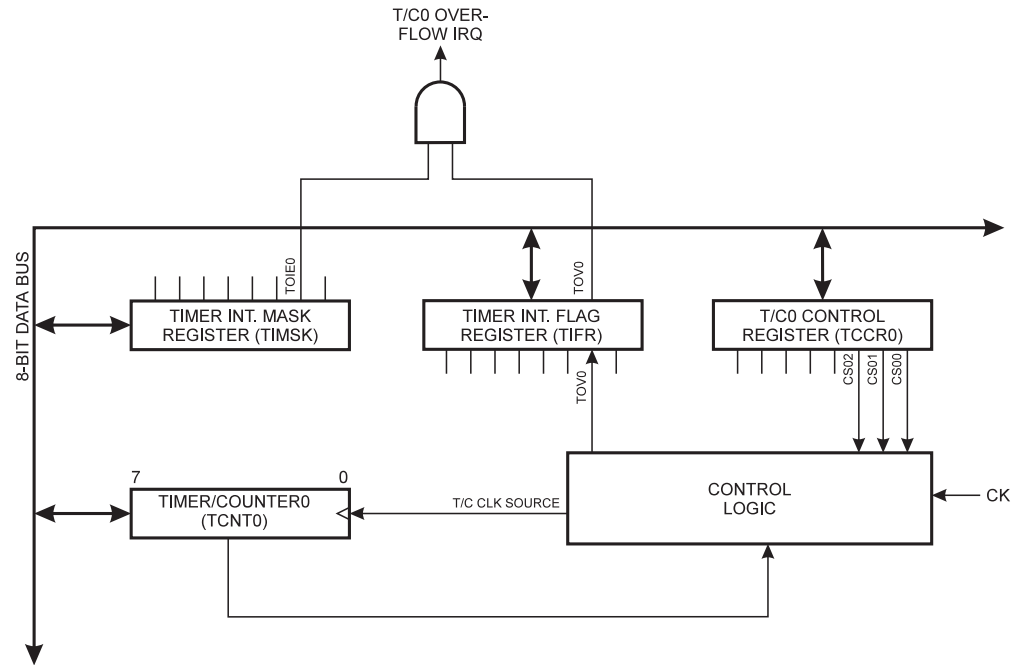 T/C0 OVER-
FLOW IRQ
8-BIT DATA BUS
TOIE0
TOV0
TIMER INT. MASK
REGISTER (TIMSK)
TIMER INT. FLAG
REGISTER (TIFR)
T/C0 CONTROL
REGISTER (TCCR0)
TOV0
CS02
CS01
CS00
7
0
TIMER/COUNTER0
(TCNT0)
T/C CLK SOURCE
CONTROL
LOGIC
CK